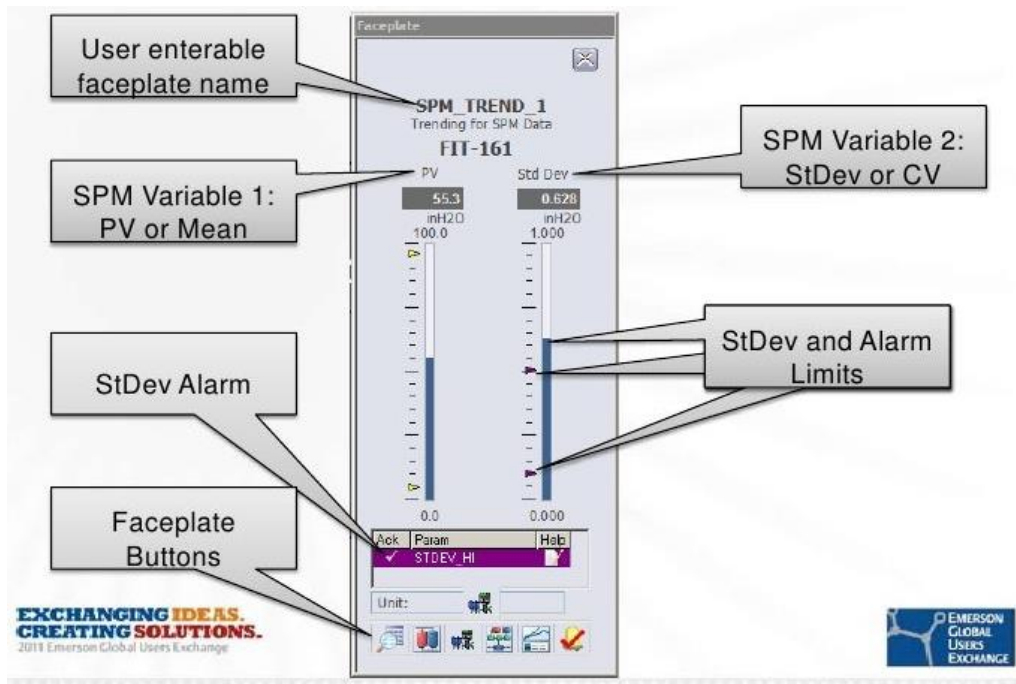 Faceplate
User enterable
faceplate name
SPM_TREND_1
Trending for SPM Data
FIT-161
PV
Std Dev
SPM Variable 2:
StDev or CV
SPM Variable 1:
PV or Mean
55.3
0.628
inH2O
inH2O
100.0
1.000
StDev and Alarm
Limits
StDev Alarm
0.0
0.000
Ack Param Help
STDEV_HI
Faceplate
Buttons
Unit:
EXCHANGING IDEAS.
CREATING SOLUTIONS.
2011 Emerson Global Users Exchange
EMERSON
GLOBAL
USERS
EXCHANGE